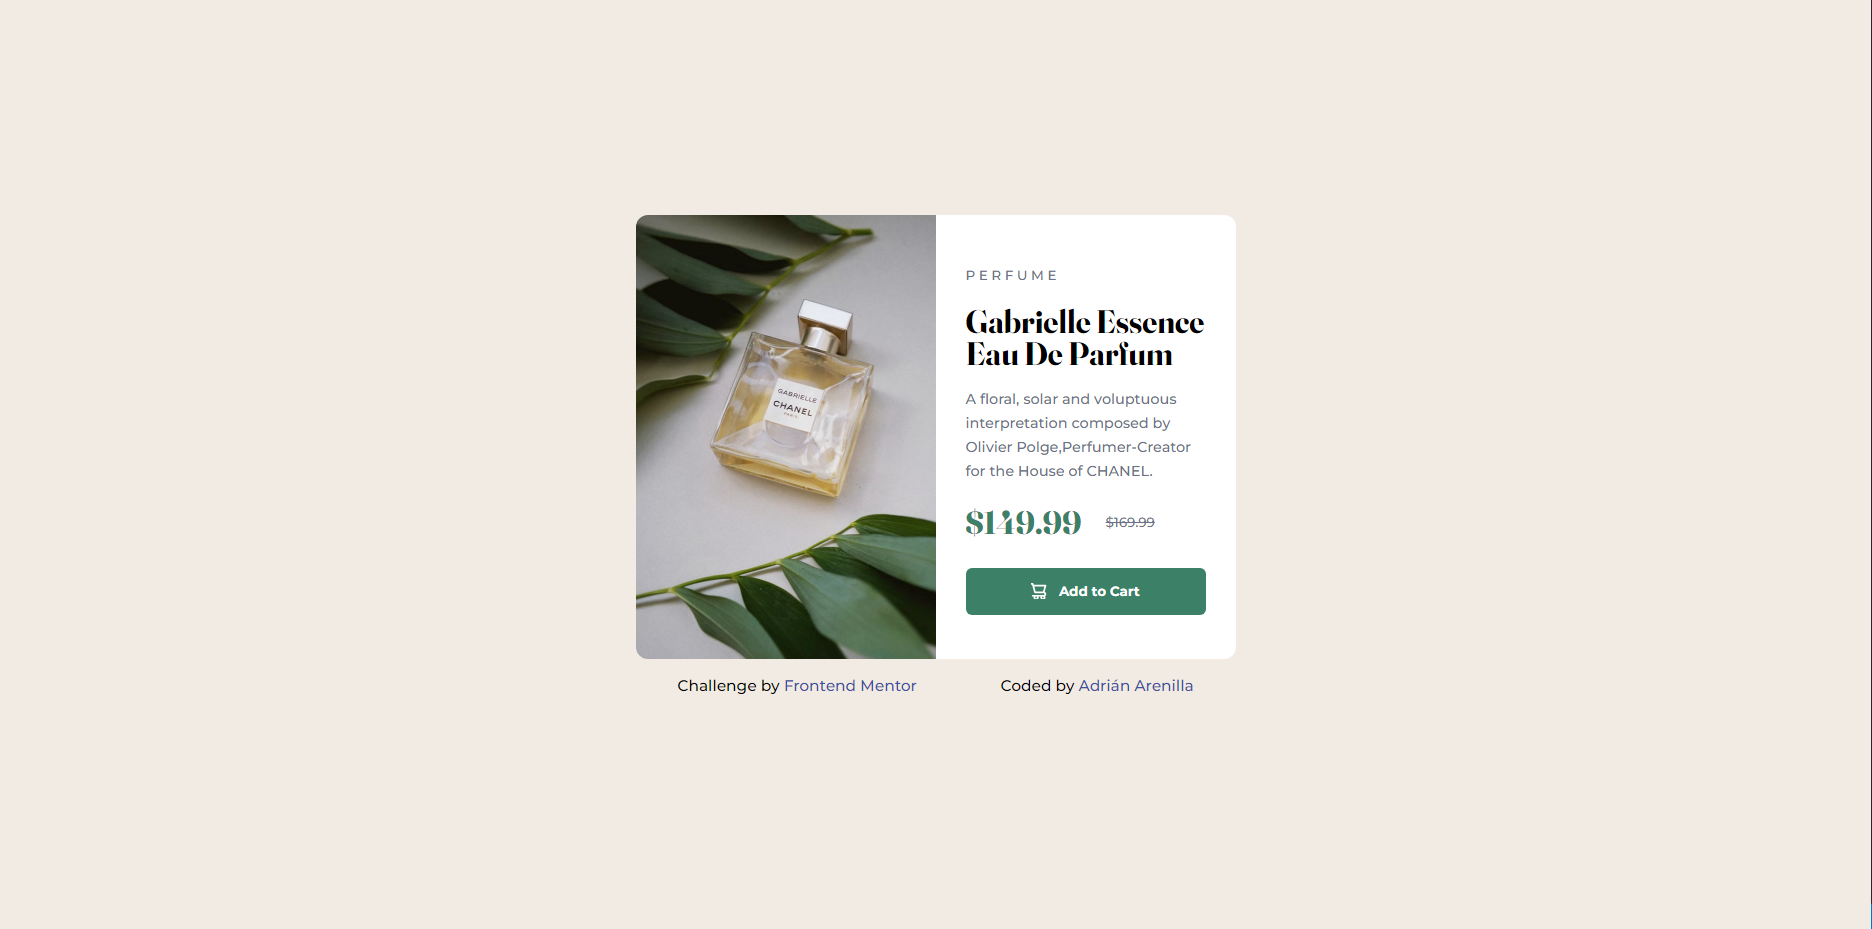 GABRIELLE
CHANEL
PARIS
PERFUME
Gabrielle Essence
Eau De Parfum
A floral, solar and voluptuous
interpretation composed by
Olivier Polge,Perfumer-Creator
for the House of CHANEL.
$149.99 $169.99
Add to Cart
Challenge by Frontend Mentor
Coded by Adrián Arenilla